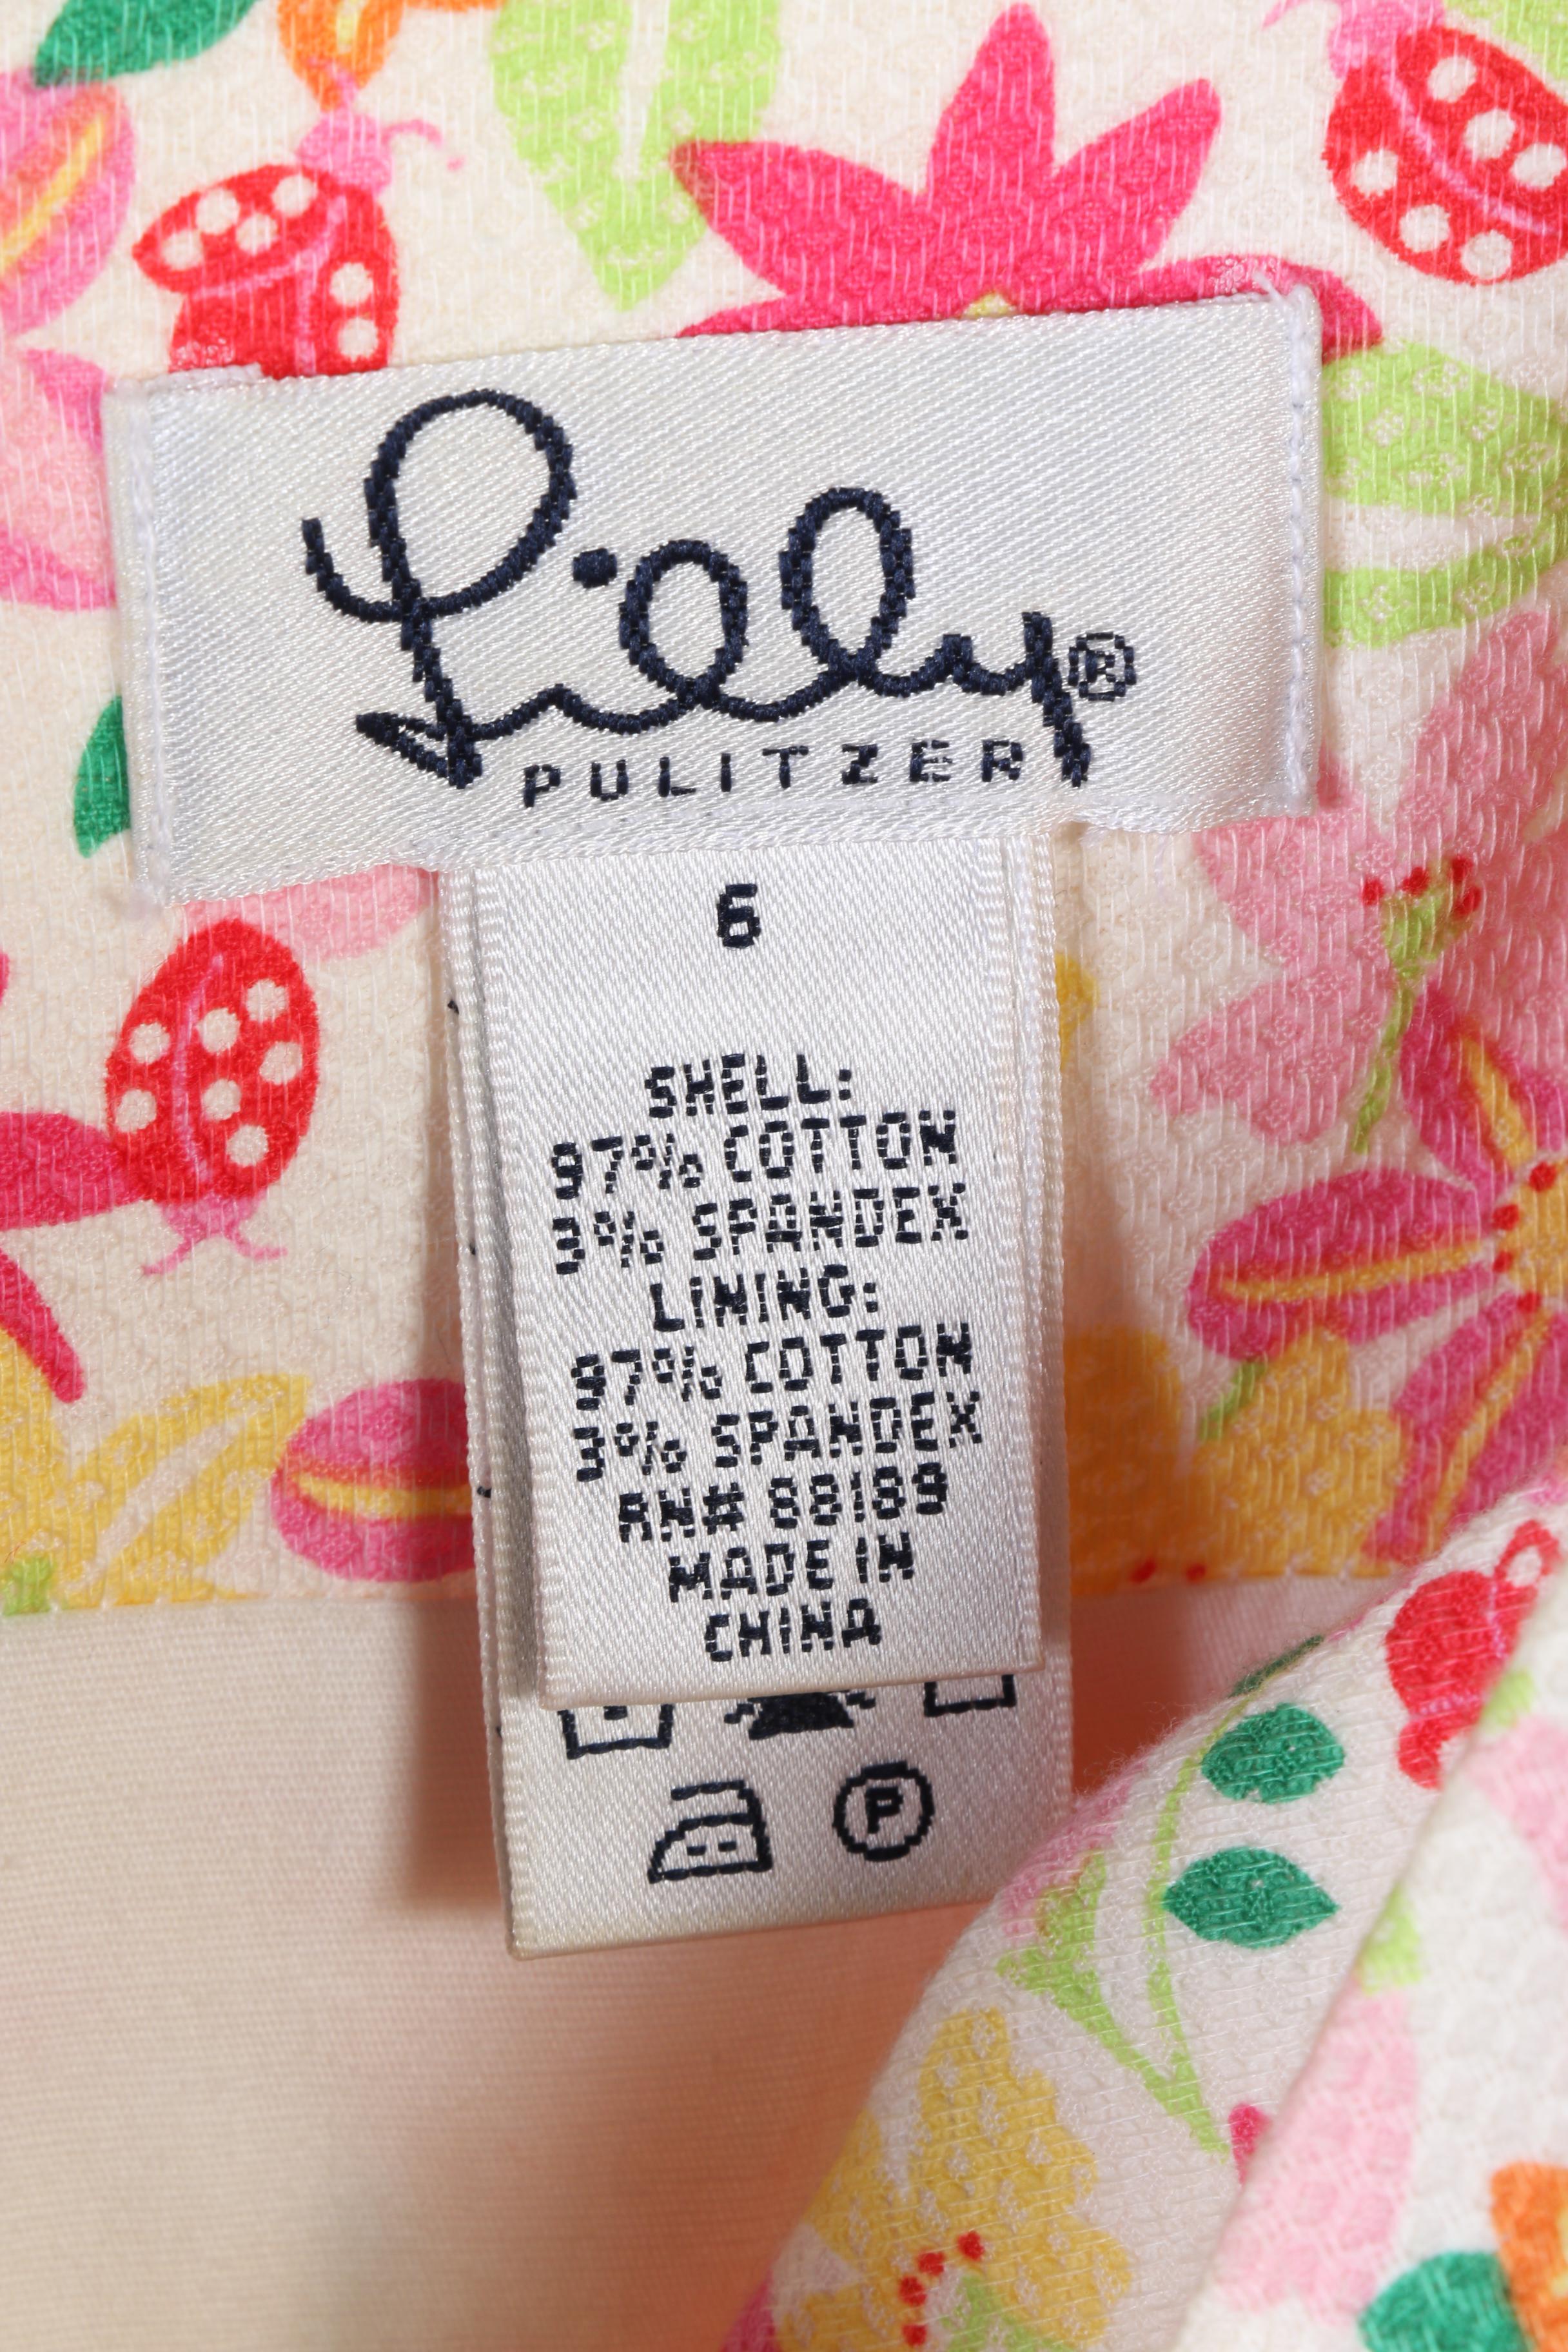 Lilly®
PULITZER
6
SHELL:
97% COTTON
3% SPANDEX
LINING:
97% COTTON
3% SPANDEX
RN# 88189
MADE IN
CHINA
P